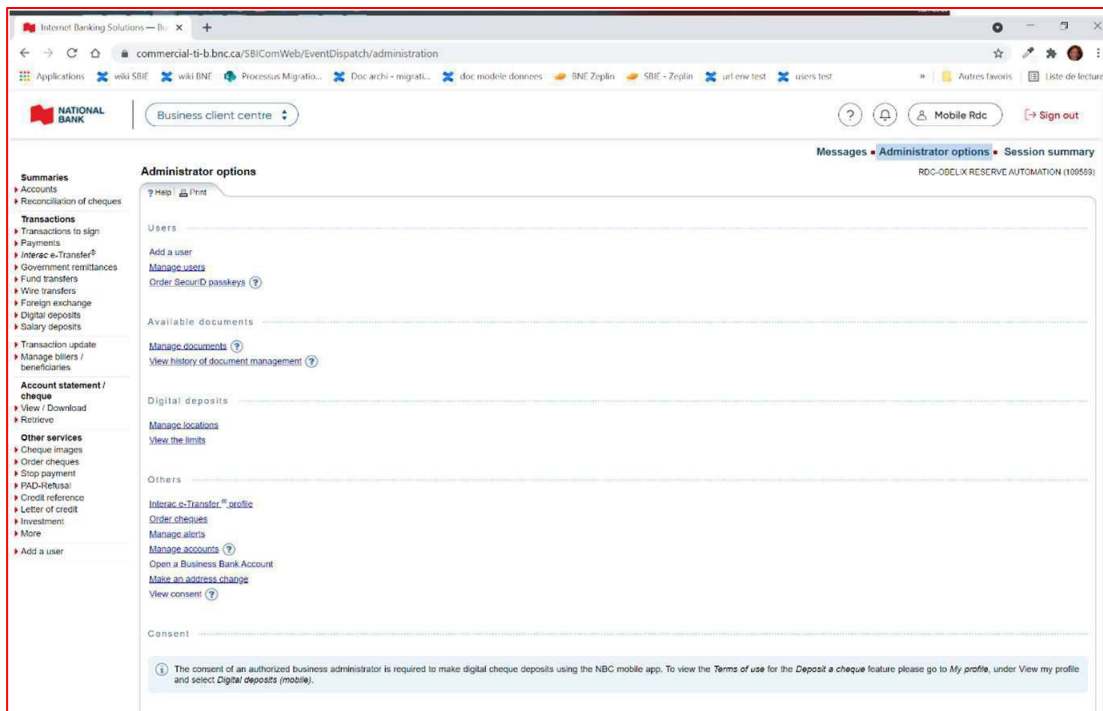 Internet Banking Solutions — Bu
commercial-ti-b.bnc.ca/SBIComWeb/EventDispatch/administration
Applications wiki SBIE wiki BNE Processus Migratio... Doc archi - migrati... doc modele donnees BNE Zeplin SBIE - Zeplin url env test users test » Autres favoris Liste de lecture
NATIONAL
BANK
Business client centre
? Mobile Rdc Sign out
Messages Administrator options Session summary
RDC-OBELIX RESERVE AUTOMATION (109589)
Summaries
Accounts
Reconciliation of cheques
Transactions
Transactions to sign
Payments
Interac e-Transfer®
Government remittances
Fund transfers
Wire transfers
Foreign exchange
Digital deposits
Salary deposits
Transaction update
Manage billers /
beneficiaries
Account statement /
cheque
View / Download
Retrieve
Other services
Cheque images
Order cheques
Stop payment
PAD-Refusal
Credit reference
Letter of credit
Investment
More
Add a user
Administrator options
? Help Print
Users
Add a user
Manage users
Order SecurID passkeys ?
Available documents
Manage documents ?
View history of document management ?
Digital deposits
Manage locations
View the limits
Others
Interac e-Transfer ® profile
Order cheques
Manage alerts
Manage accounts ?
Open a Business Bank Account
Make an address change
View consent ?
Consent
i The consent of an authorized business administrator is required to make digital cheque deposits using the NBC mobile app. To view the Terms of use for the Deposit a cheque feature please go to My profile, under View my profile
and select Digital deposits (mobile).